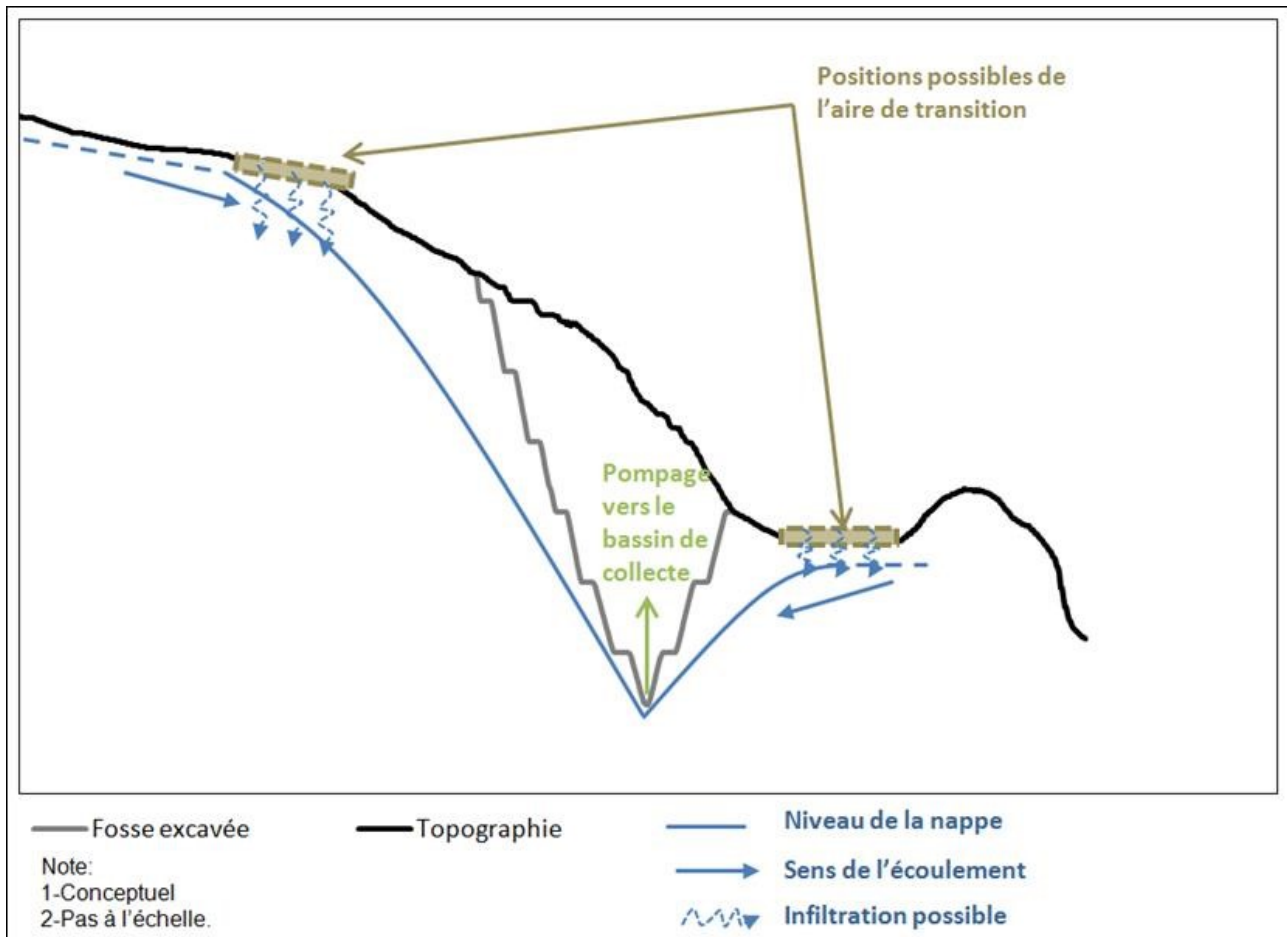 Positions possibles de
l'aire de transition
Pompage
vers le
bassin de
collecte
Fosse excavée
Topographie
Niveau de la nappe
Sens de l'écoulement
Infiltration possible
Note:
1-Conceptuel
2-Pas à l'échelle.